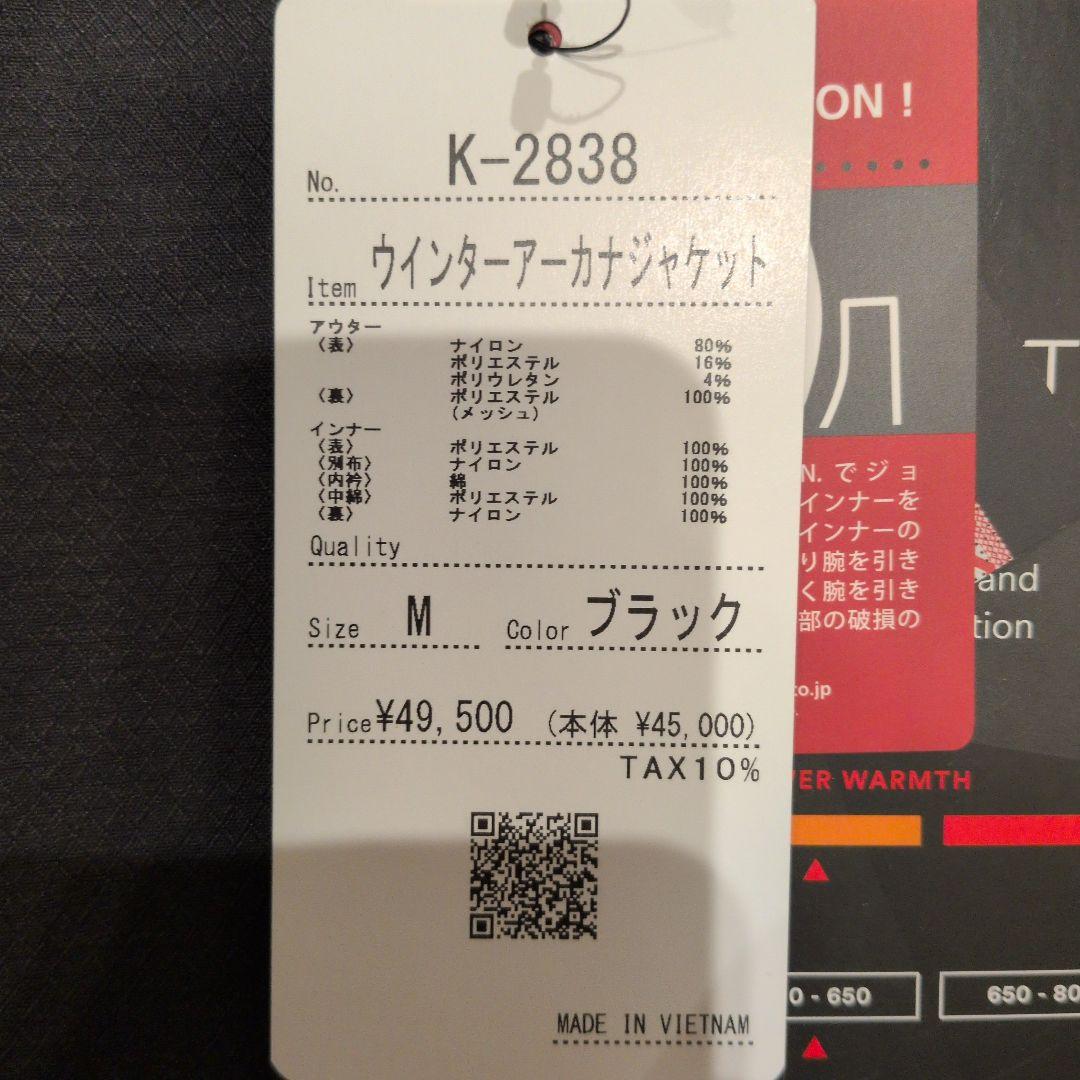 No. K-2838
Item ウインターアーカナジャケット
アウター
〈表〉 ナイロン 80%
ポリエステル 16%
ポリウレタン 4%
〈裏〉 ポリエステル 100%
(メッシュ)
インナー
〈表〉 ポリエステル 100%
〈別布〉 ナイロン 100%
〈内衿〉 綿 100%
〈中綿〉 ポリエステル 100%
〈裏〉 ナイロン 100%
Quality
Size M Color ブラック
Price ¥49,500 (本体 ¥45,000)
TAX10%
MADE IN VIETNAM
ON !
N. でジョ
インナーを
インナーの
り腕を引き
く腕を引き
部の破損の
to.jp
and
tion
VER WARMTH
0 - 650
650 - 80